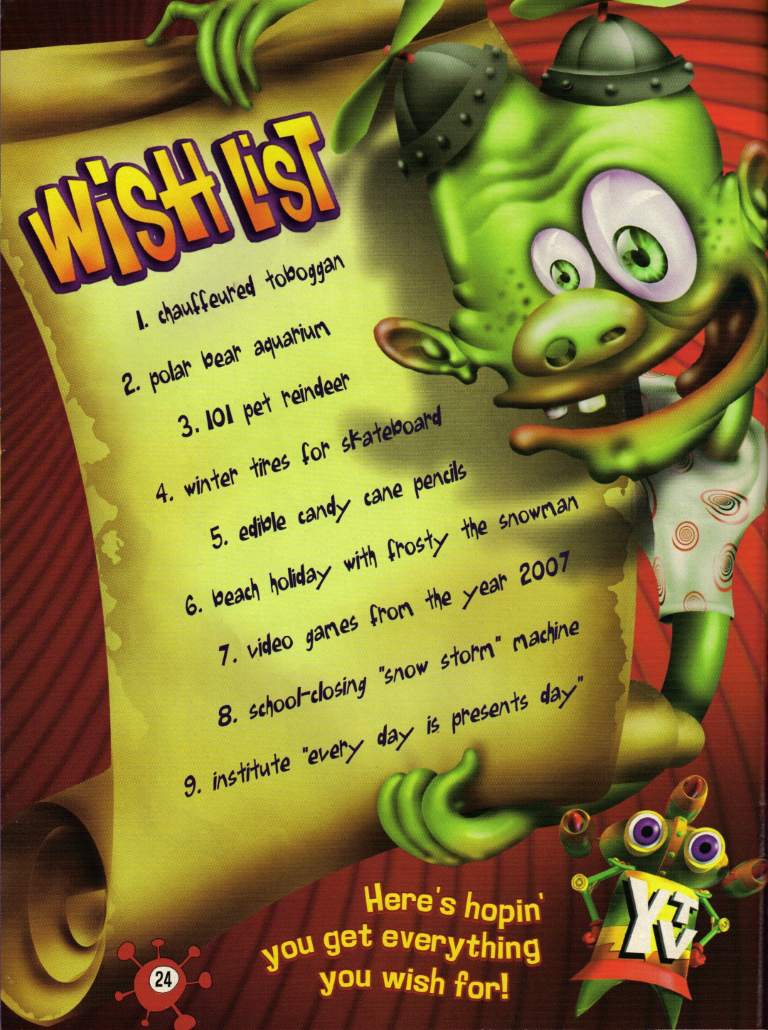 WISH LIST
1. chauffeured toboggan
2. polar bear aquarium
3. 101 pet reindeer
4. winter tires for skateboard
5. edible candy cane pencils
6. beach holiday with frosty the snowman
7. video games from the year 2007
8. school-closing "snow storm" machine
9. institute "every day is presents day"
Here's hopin'
you get everything
you wish for!
YTV
24